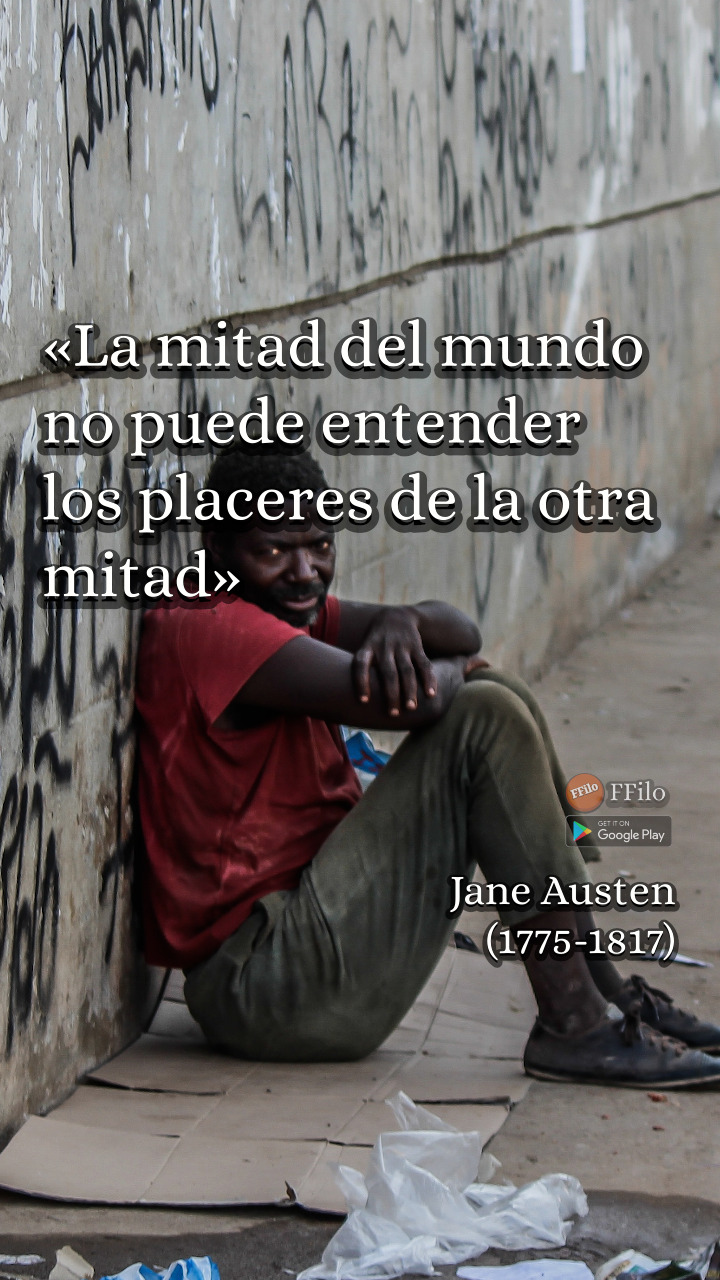 «La mitad del mundo
no puede entender
los placeres de la otra
mitad»
FFilo FFilo
GET IT ON
Google Play
Jane Austen
(1775-1817)